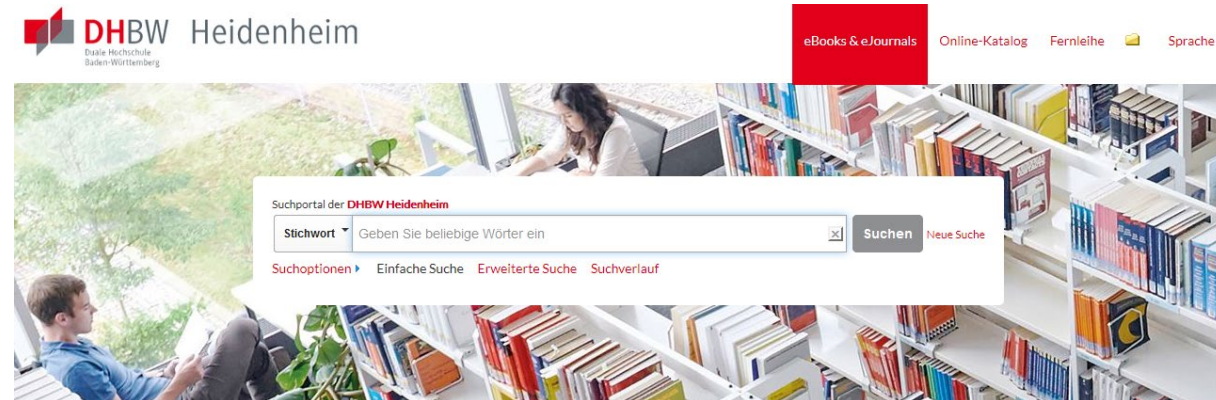 DHBW Heidenheim
Duale Hochschule
Baden-Württemberg
eBooks & eJournals Online-Katalog Fernleihe Sprache
Suchportal der DHBW Heidenheim
Stichwort Geben Sie beliebige Wörter ein x Suchen Neue Suche
Suchoptionen Einfache Suche Erweiterte Suche Suchverlauf